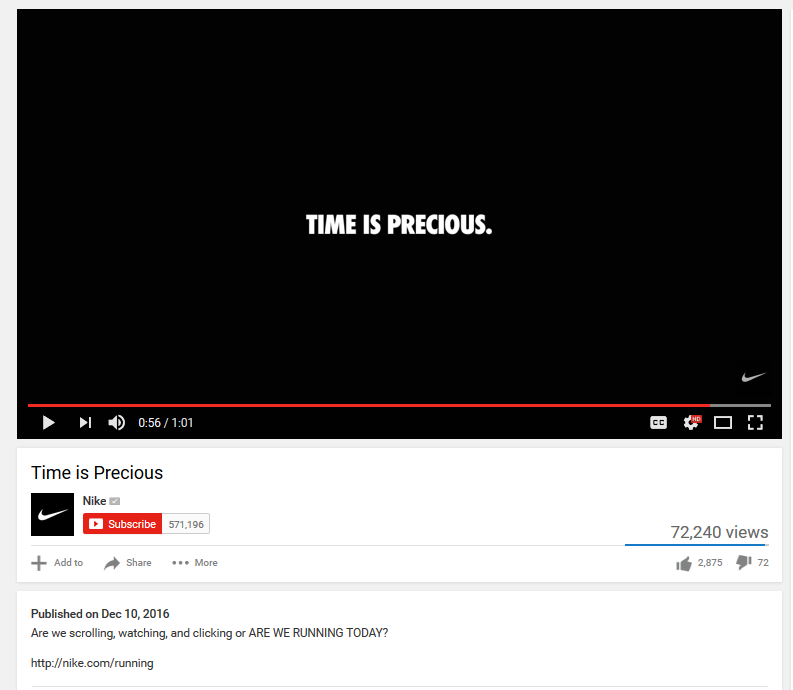 TIME IS PRECIOUS.
0:56 / 1:01
CC
HD
Time is Precious
Nike
Subscribe 571,196
72,240 views
Add to Share More
2,875 72
Published on Dec 10, 2016
Are we scrolling, watching, and clicking or ARE WE RUNNING TODAY?
http://nike.com/running